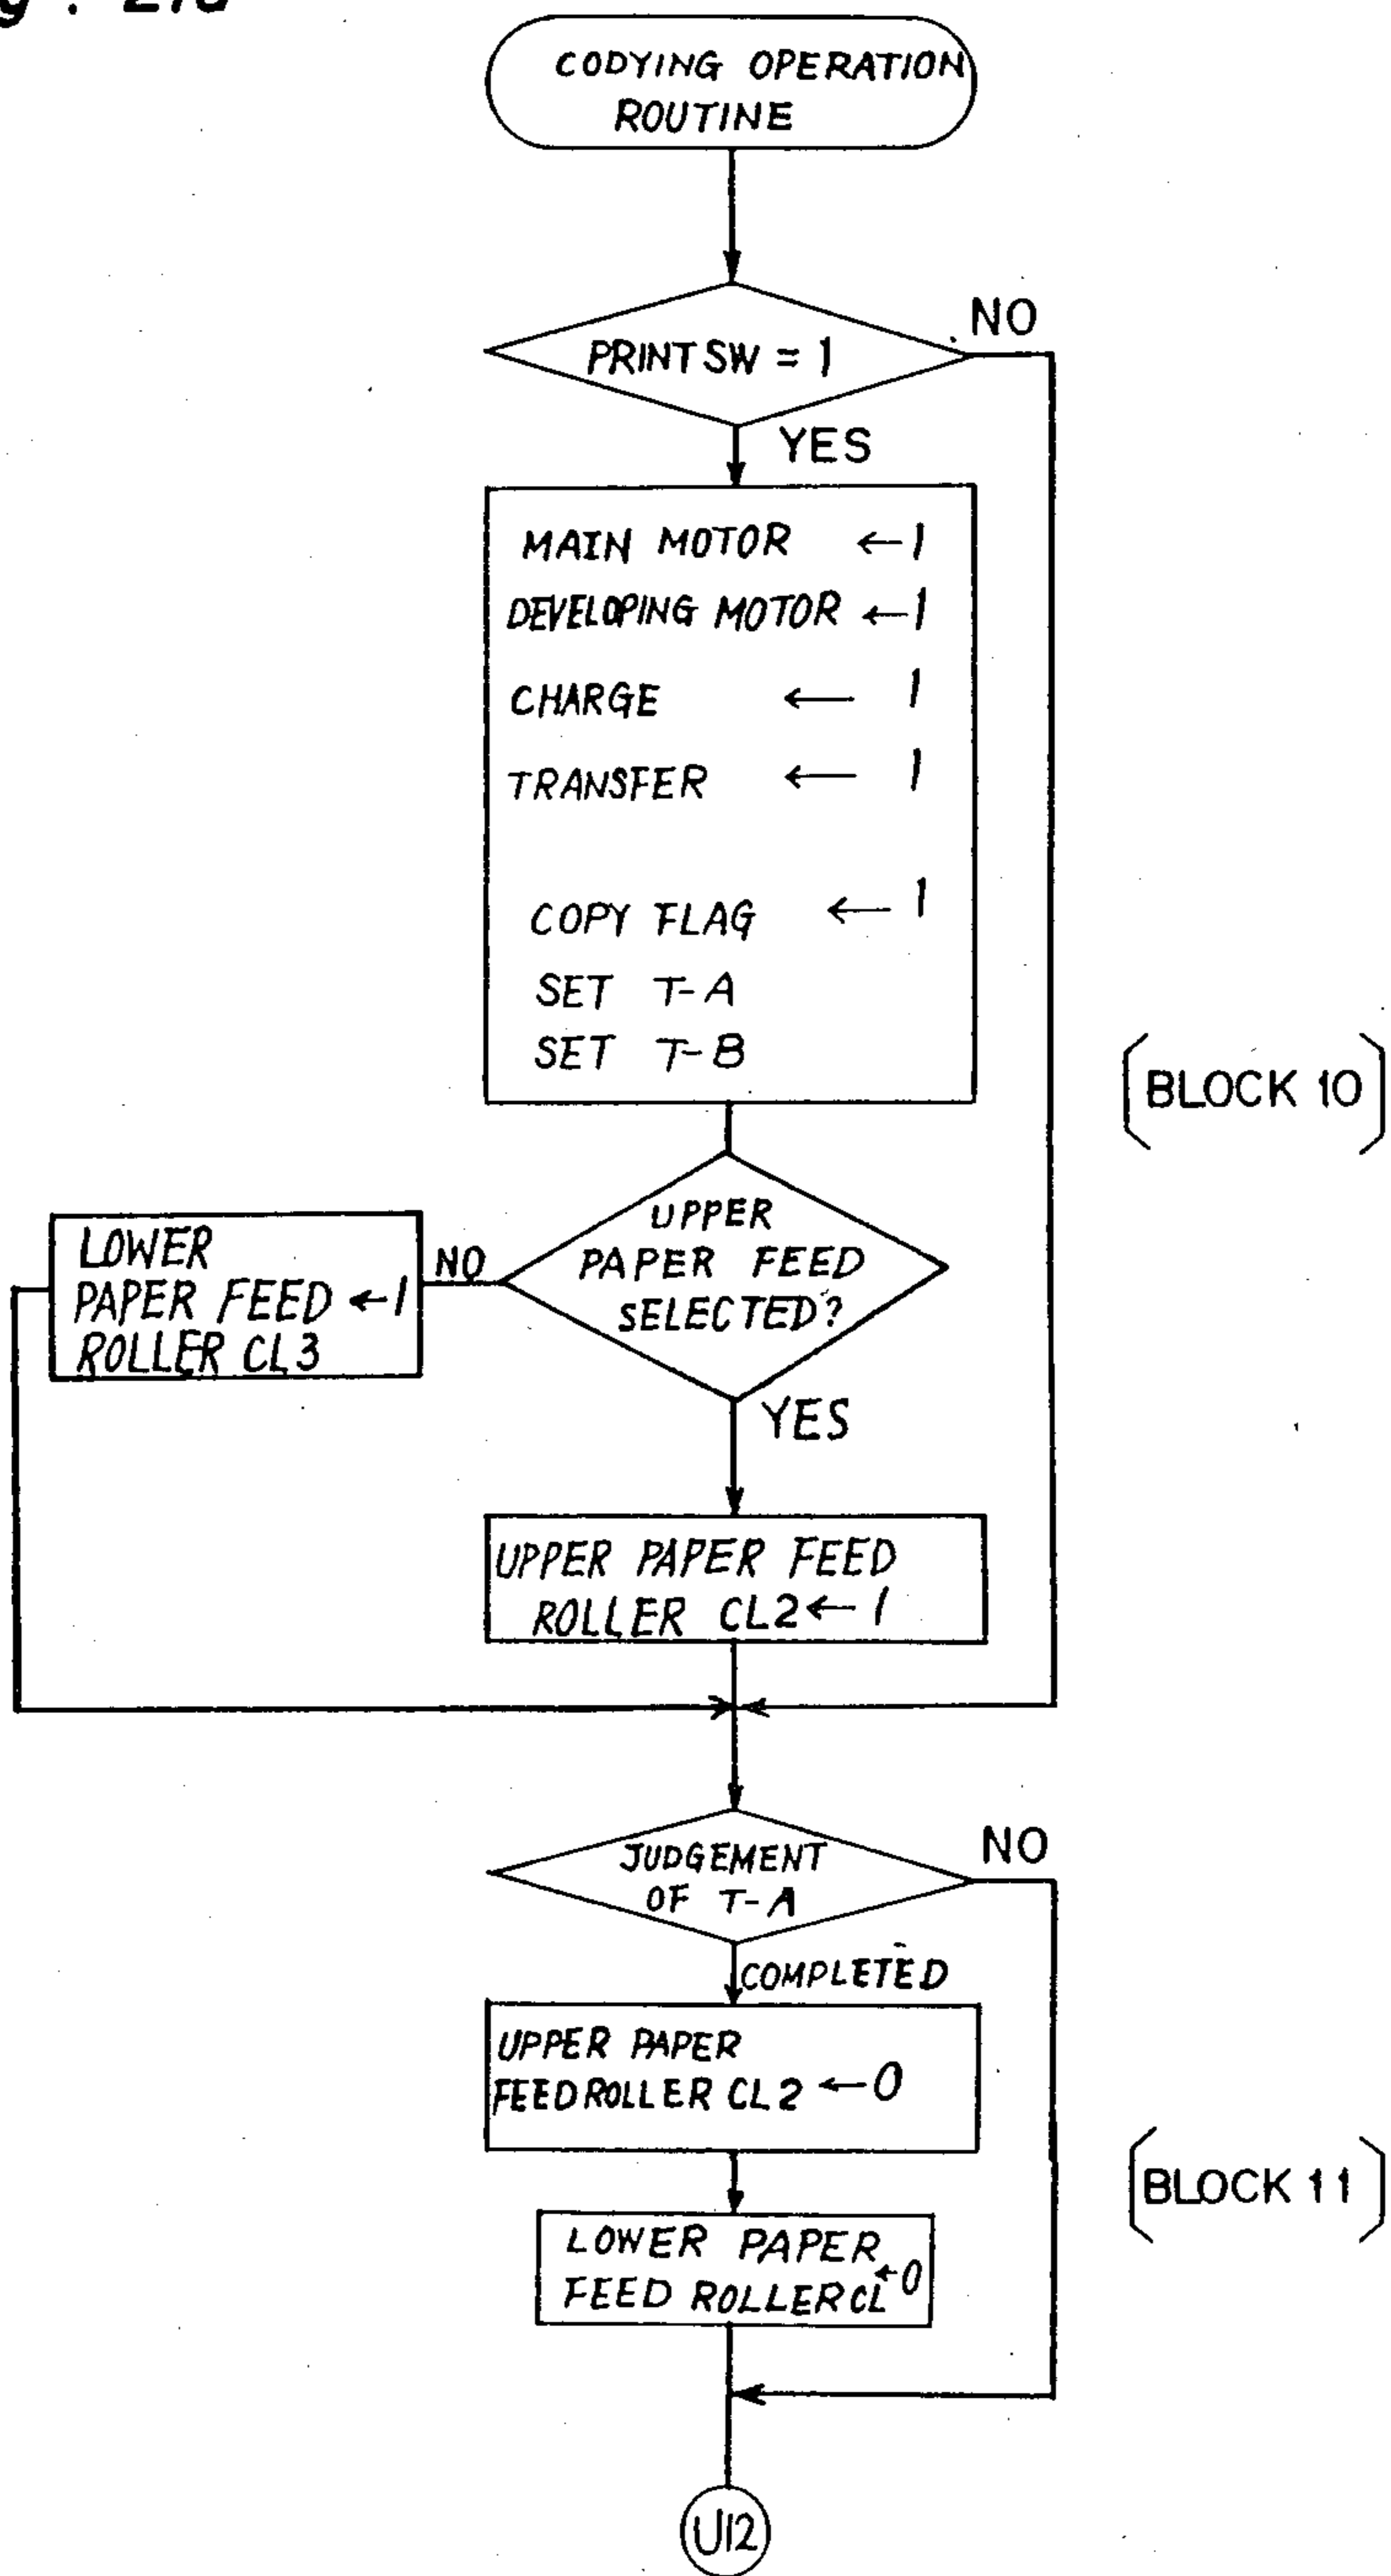 CODYING OPERATION
ROUTINE
PRINT SW = 1
NO
YES
MAIN MOTOR ←1
DEVELOPING MOTOR ←1
CHARGE ← 1
TRANSFER ← 1
COPY FLAG ← 1
SET T-A
SET T-B
[BLOCK 10]
UPPER
PAPER FEED
SELECTED?
NO
LOWER
PAPER FEED ←1
ROLLER CL3
YES
UPPER PAPER FEED
ROLLER CL2 ← 1
JUDGEMENT
OF T-A
NO
COMPLETED
UPPER PAPER
FEED ROLLER CL2 ←0
[BLOCK 11]
LOWER PAPER
FEED ROLLER CL ←0
U12